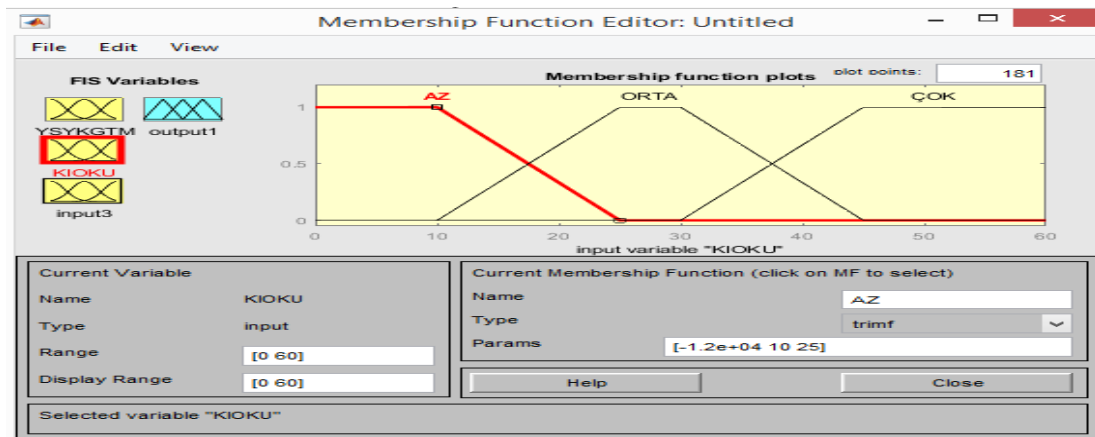 Membership Function Editor: Untitled
File Edit View
FIS Variables
YSYKGTM output1
KIOKU
input3
Membership function plots plot points: 181
AZ ORTA ÇOK
1
0.5
0
0 10 20 30 40 50 60
input variable "KIOKU"
Current Variable
Name KIOKU
Type input
Range [0 60]
Display Range [0 60]
Current Membership Function (click on MF to select)
Name AZ
Type trimf
Params [-1.2e+04 10 25]
Help Close
Selected variable "KIOKU"